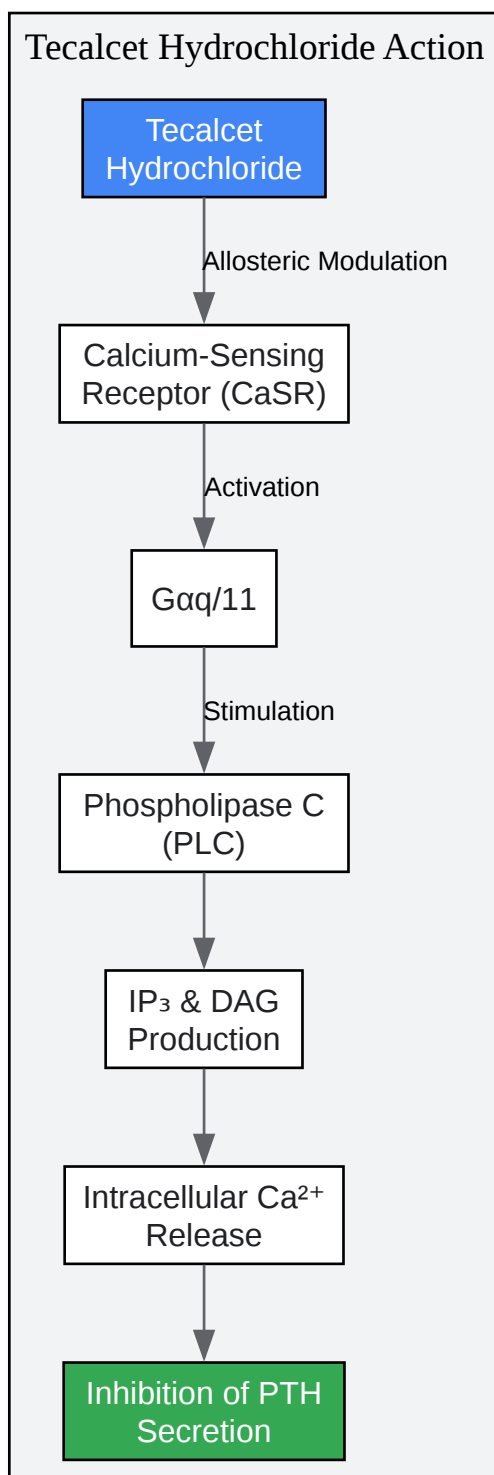 Tecalcet Hydrochloride Action
Tecalcet
Hydrochloride
Allosteric Modulation
Calcium-Sensing
Receptor (CaSR)
Activation
Gαq/11
Stimulation
Phospholipase C
(PLC)
IP₃ & DAG
Production
Intracellular Ca²⁺
Release
Inhibition of PTH
Secretion